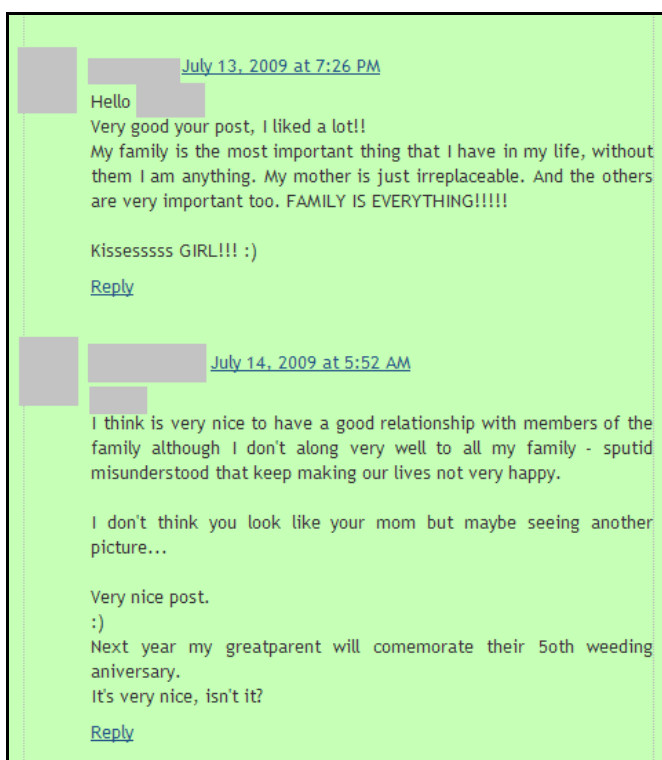 July 13, 2009 at 7:26 PM
Hello
Very good your post, I liked a lot!!
My family is the most important thing that I have in my life, without
them I am anything. My mother is just irreplaceable. And the others
are very important too. FAMILY IS EVERYTHING!!!!!
Kissesssss GIRL!!! :)
Reply
July 14, 2009 at 5:52 AM
I think is very nice to have a good relationship with members of the
family although I don't along very well to all my family - sputid
misunderstood that keep making our lives not very happy.
I don't think you look like your mom but maybe seeing another
picture...
Very nice post.
:)
Next year my greatparent will comemorate their 5oth weeding
aniversary.
It's very nice, isn't it?
Reply